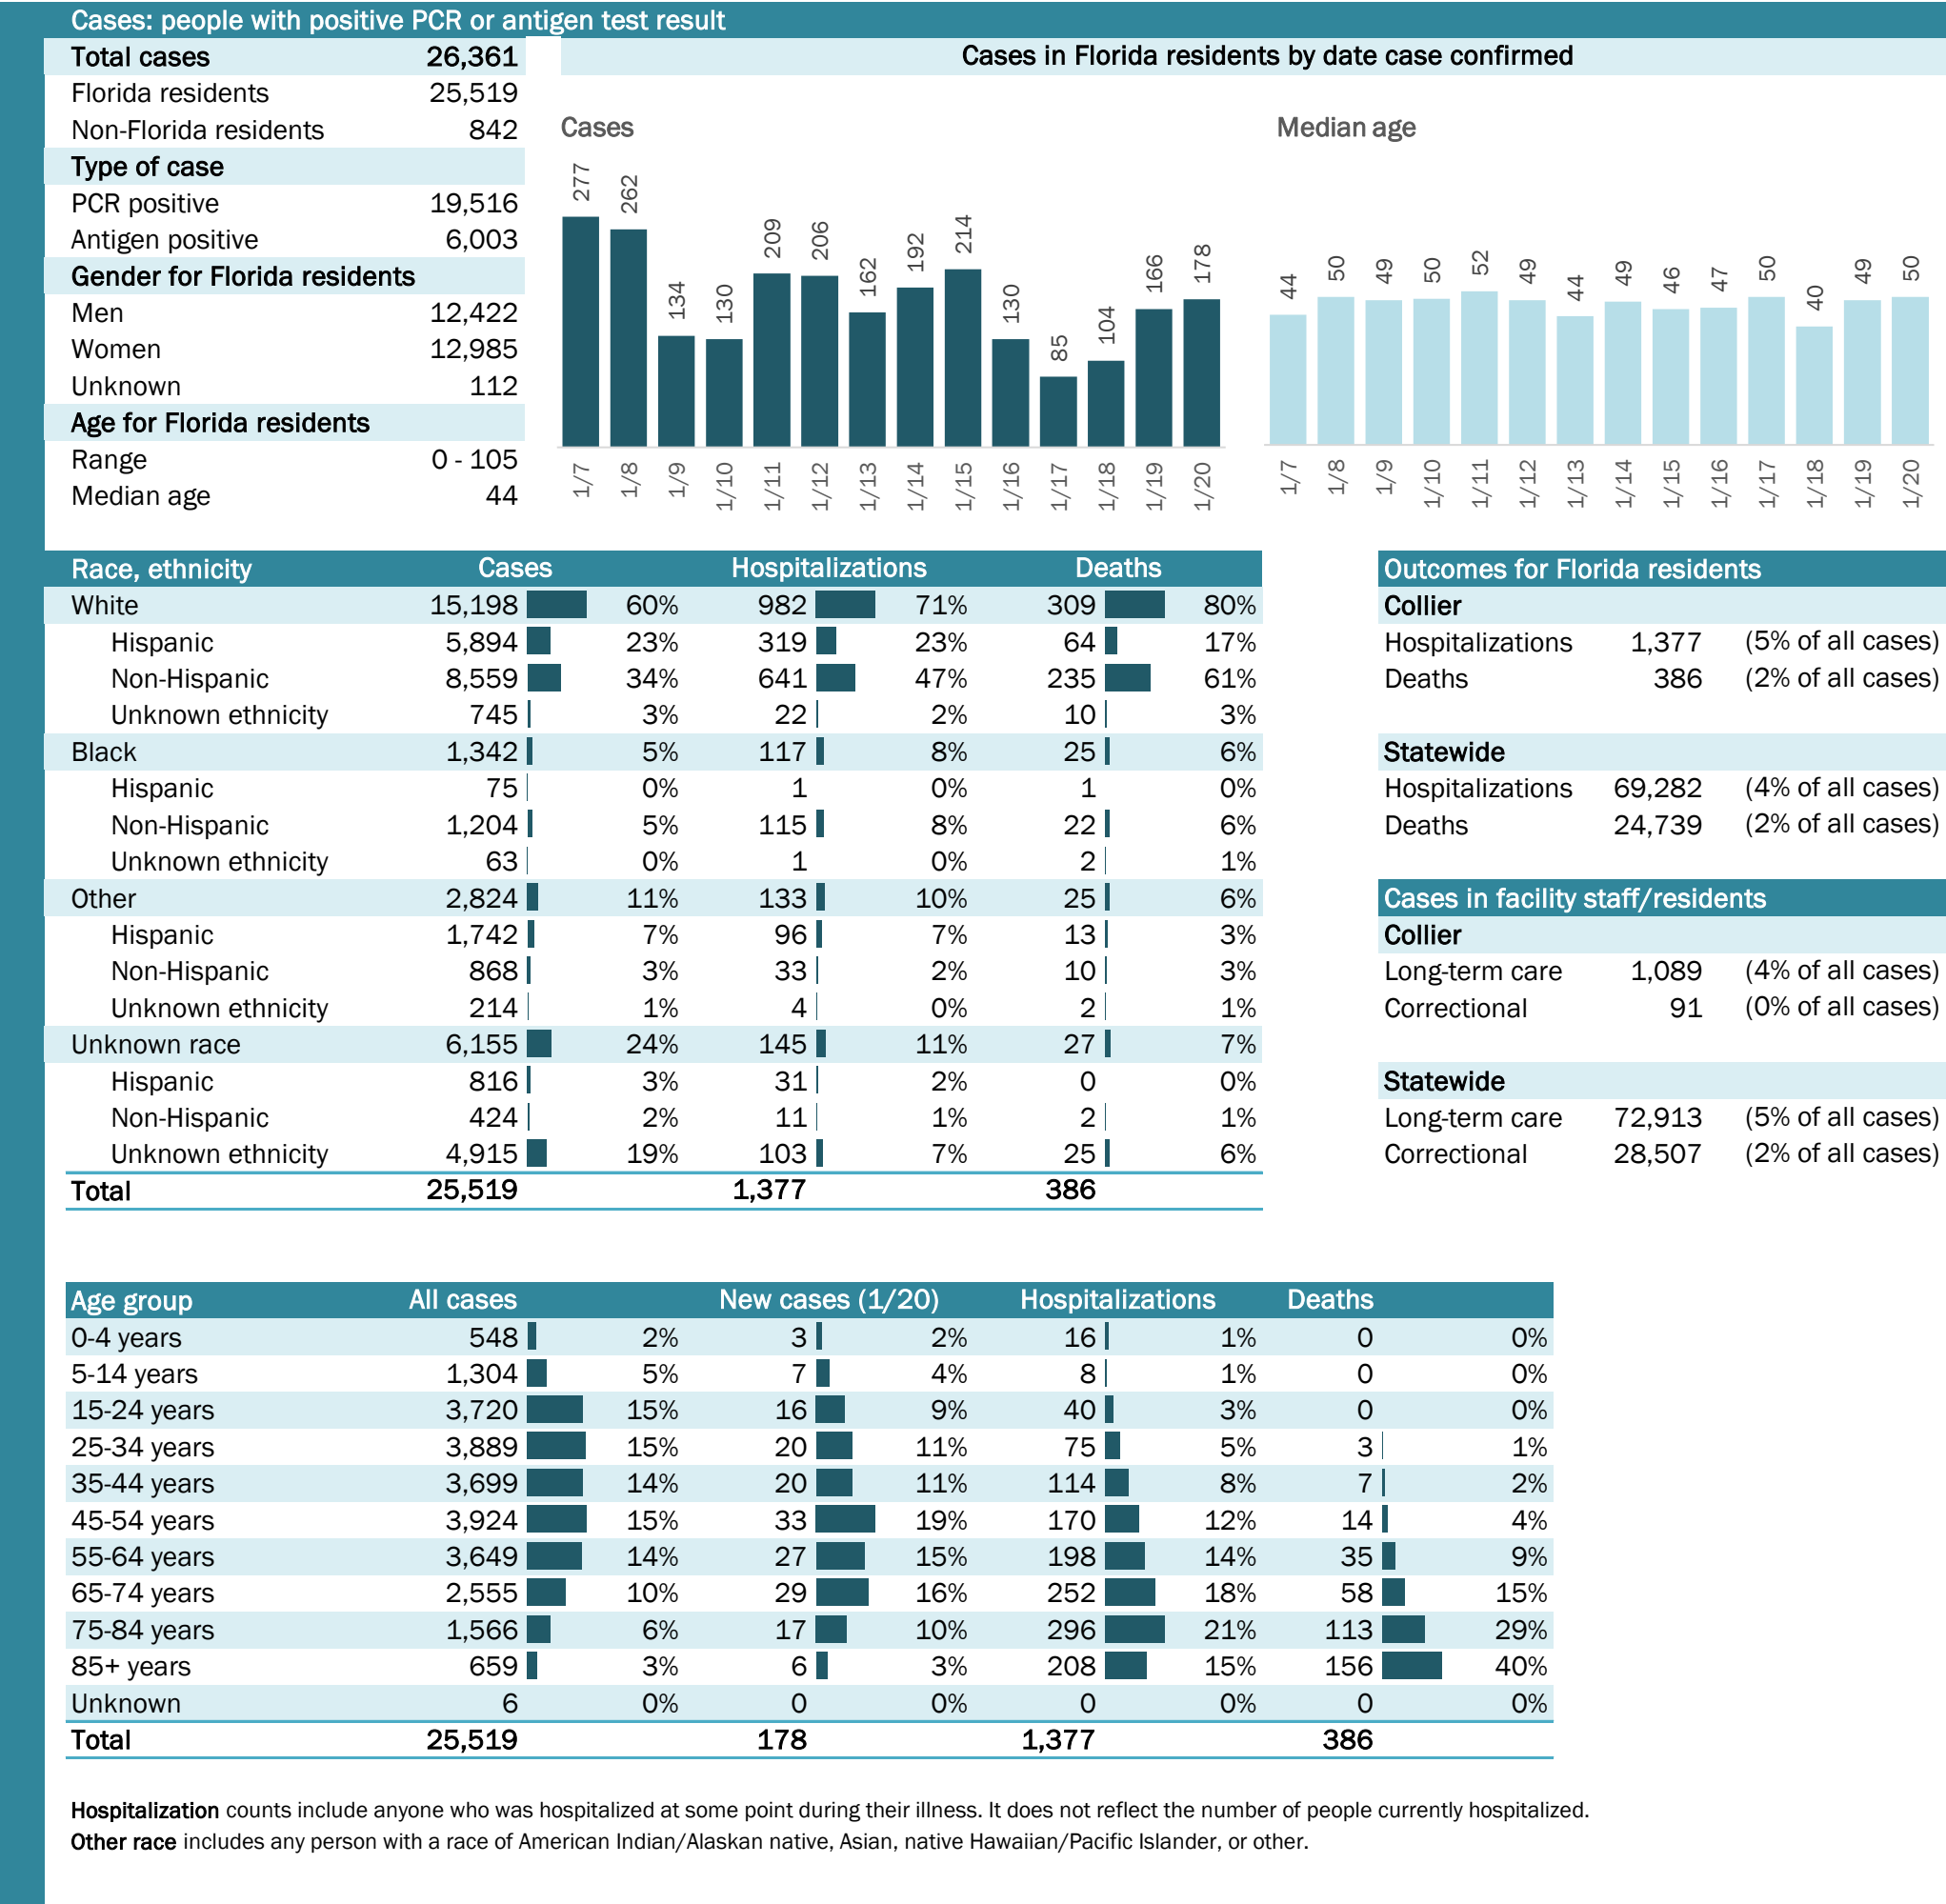 Cases: people with positive PCR or antigen test result
Total cases 26,361
Florida residents 25,519
Non-Florida residents 842
Type of case
PCR positive 19,516
Antigen positive 6,003
Gender for Florida residents
Men 12,422
Women 12,985
Unknown 112
Age for Florida residents
Range 0 - 105
Median age 44
Cases in Florida residents by date case confirmed
Cases
277 262 134 130 209 206 162 192 214 130 85 104 166 178
1/7 1/8 1/9 1/10 1/11 1/12 1/13 1/14 1/15 1/16 1/17 1/18 1/19 1/20
Median age
44 50 49 50 52 49 44 49 46 47 50 40 49 50
1/7 1/8 1/9 1/10 1/11 1/12 1/13 1/14 1/15 1/16 1/17 1/18 1/19 1/20
Race, ethnicity Cases Hospitalizations Deaths
White 15,198 60% 982 71% 309 80%
Hispanic 5,894 23% 319 23% 64 17%
Non-Hispanic 8,559 34% 641 47% 235 61%
Unknown ethnicity 745 3% 22 2% 10 3%
Black 1,342 5% 117 8% 25 6%
Hispanic 75 0% 1 0% 1 0%
Non-Hispanic 1,204 5% 115 8% 22 6%
Unknown ethnicity 63 0% 1 0% 2 1%
Other 2,824 11% 133 10% 25 6%
Hispanic 1,742 7% 96 7% 13 3%
Non-Hispanic 868 3% 33 2% 10 3%
Unknown ethnicity 214 1% 4 0% 2 1%
Unknown race 6,155 24% 145 11% 27 7%
Hispanic 816 3% 31 2% 0 0%
Non-Hispanic 424 2% 11 1% 2 1%
Unknown ethnicity 4,915 19% 103 7% 25 6%
Total 25,519 1,377 386
Outcomes for Florida residents
Collier
Hospitalizations 1,377 (5% of all cases)
Deaths 386 (2% of all cases)
Statewide
Hospitalizations 69,282 (4% of all cases)
Deaths 24,739 (2% of all cases)
Cases in facility staff/residents
Collier
Long-term care 1,089 (4% of all cases)
Correctional 91 (0% of all cases)
Statewide
Long-term care 72,913 (5% of all cases)
Correctional 28,507 (2% of all cases)
Age group All cases New cases (1/20) Hospitalizations Deaths
0-4 years 548 2% 3 2% 16 1% 0 0%
5-14 years 1,304 5% 7 4% 8 1% 0 0%
15-24 years 3,720 15% 16 9% 40 3% 0 0%
25-34 years 3,889 15% 20 11% 75 5% 3 1%
35-44 years 3,699 14% 20 11% 114 8% 7 2%
45-54 years 3,924 15% 33 19% 170 12% 14 4%
55-64 years 3,649 14% 27 15% 198 14% 35 9%
65-74 years 2,555 10% 29 16% 252 18% 58 15%
75-84 years 1,566 6% 17 10% 296 21% 113 29%
85+ years 659 3% 6 3% 208 15% 156 40%
Unknown 6 0% 0 0% 0 0% 0 0%
Total 25,519 178 1,377 386
Hospitalization counts include anyone who was hospitalized at some point during their illness. It does not reflect the number of people currently hospitalized.
Other race includes any person with a race of American Indian/Alaskan native, Asian, native Hawaiian/Pacific Islander, or other.